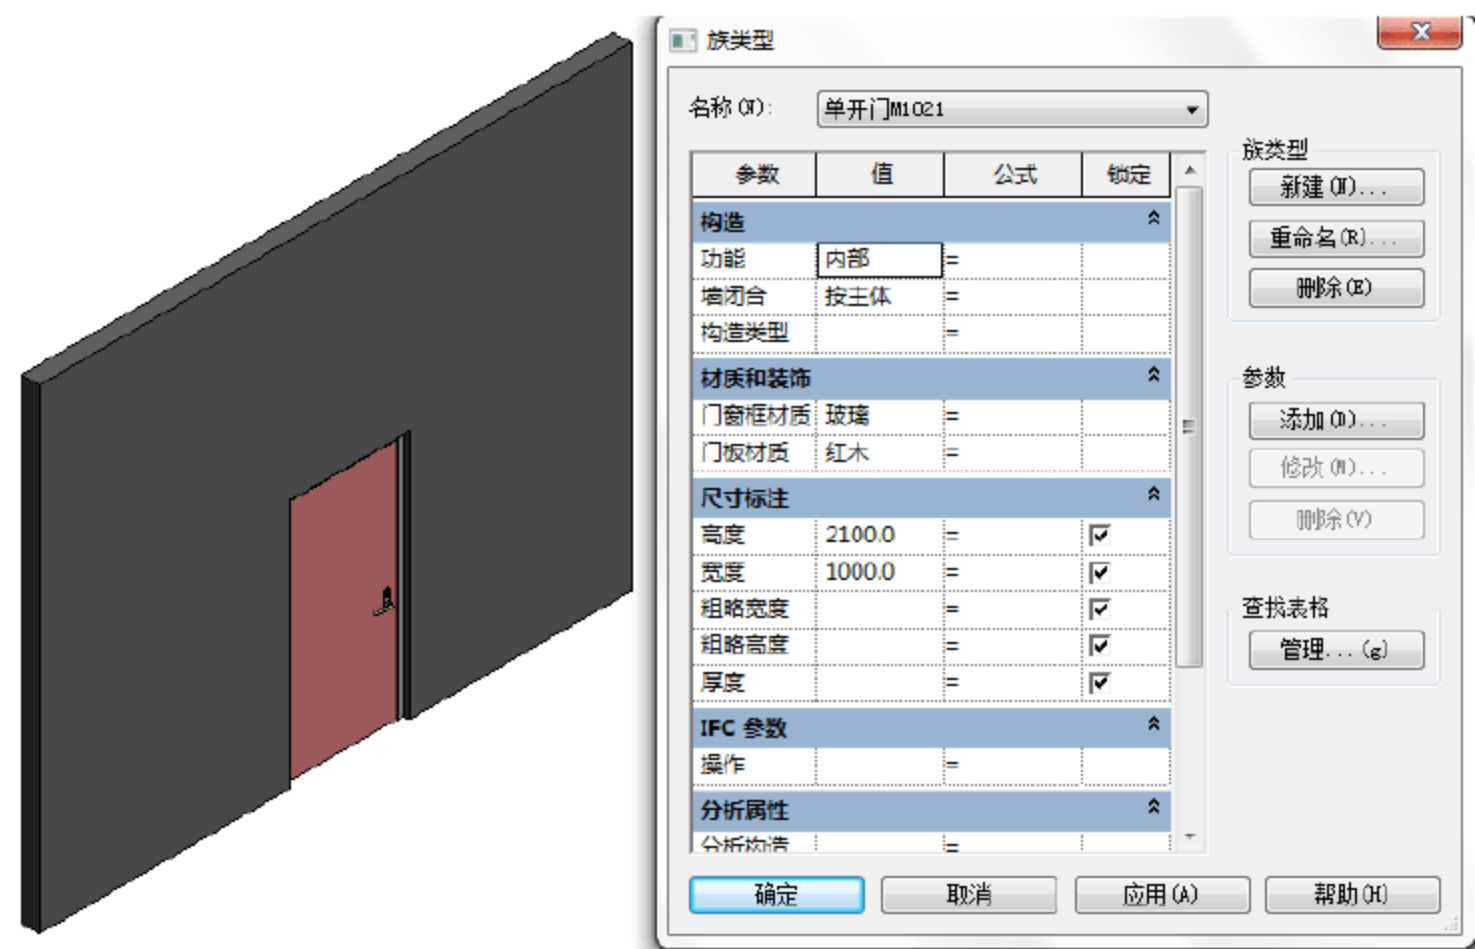 族类型
名称(N):
单开门M1021
参数 值 公式 锁定
构造
功能 内部 =
墙闭合 按主体 =
构造类型 =
材质和装饰
门窗框材质 玻璃 =
门板材质 红木 =
尺寸标注
高度 2100.0 =
宽度 1000.0 =
粗略宽度 =
粗略高度 =
厚度 =
IFC 参数
操作 =
分析属性
分析构造 =
族类型
新建(N)...
重命名(R)...
删除(E)
参数
添加(D)...
修改(M)...
删除(V)
查找表格
管理...(g)
确定 取消 应用(A) 帮助(H)